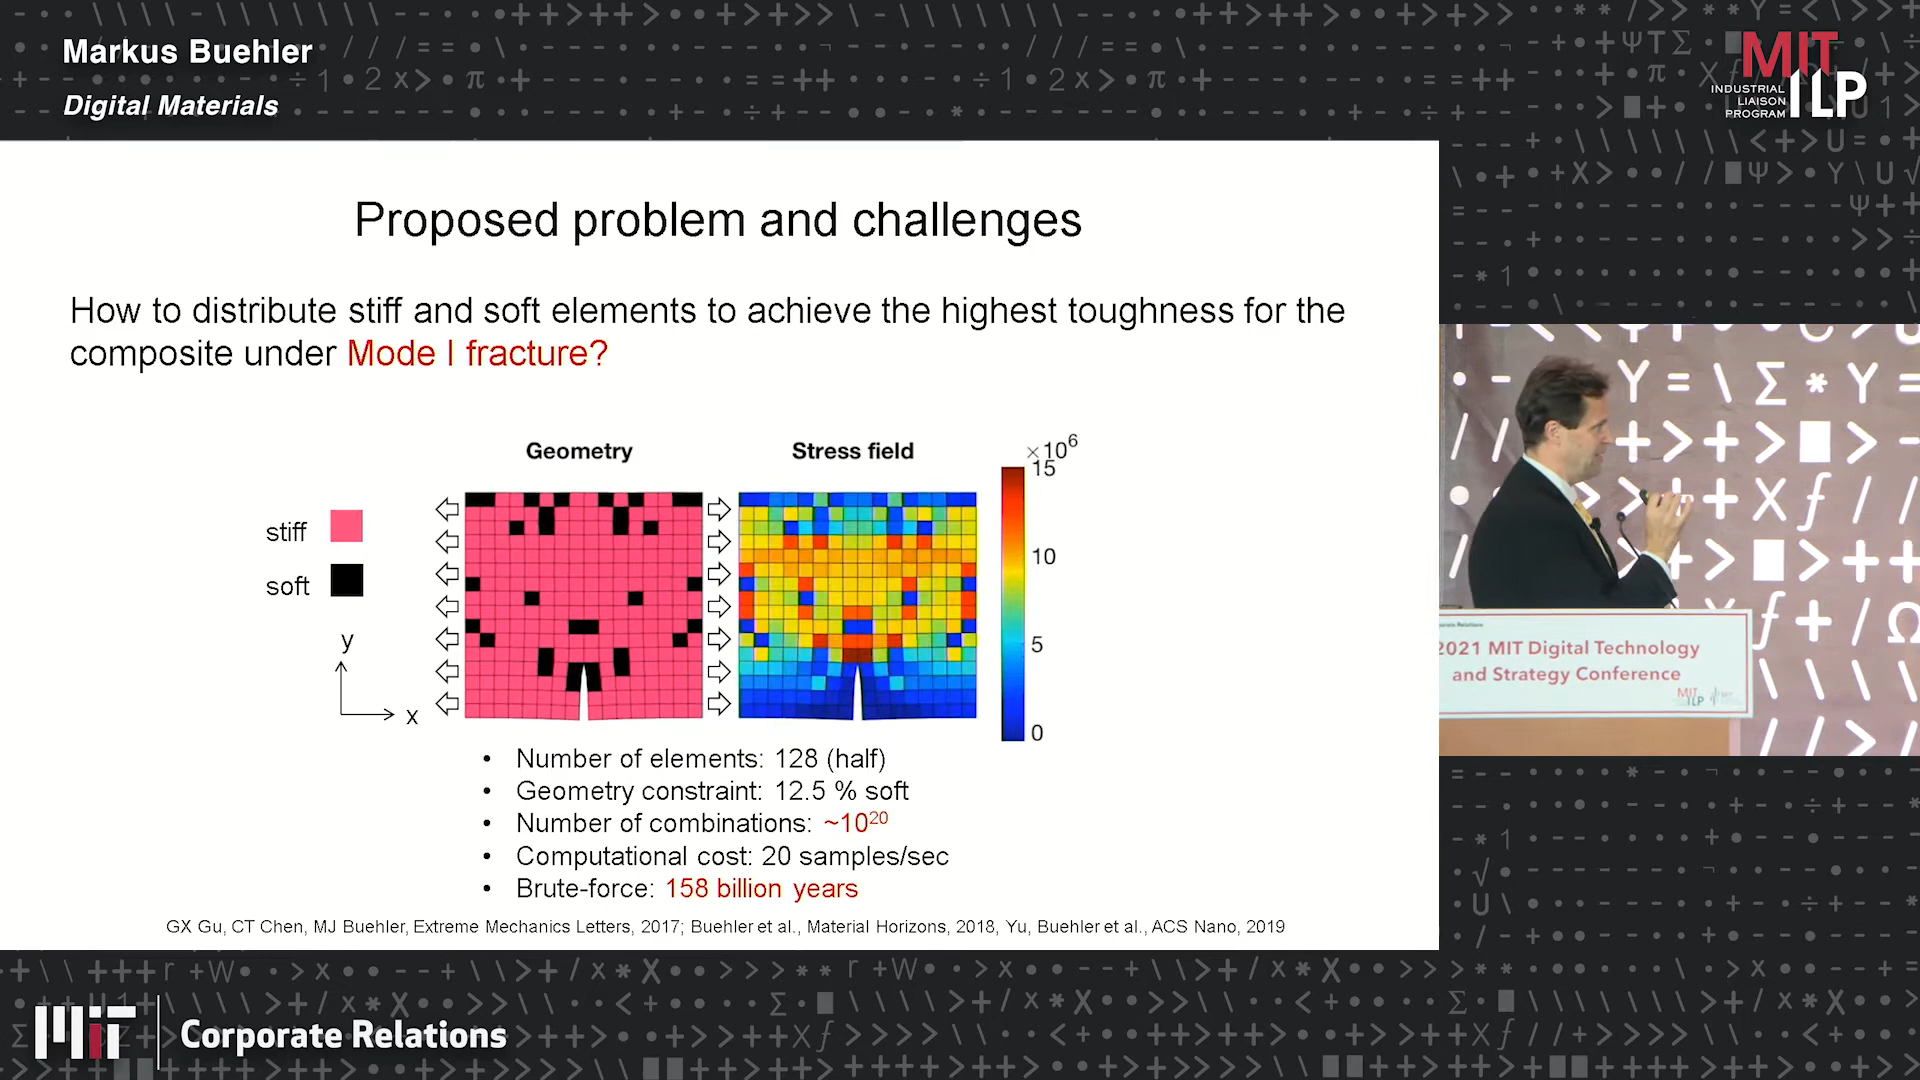 Markus Buehler
Digital Materials
MIT
INDUSTRIAL
LIAISON
PROGRAM
ILP
Proposed problem and challenges
How to distribute stiff and soft elements to achieve the highest toughness for the
composite under Mode I fracture?
Geometry
Stress field
×10⁶
15
10
5
0
stiff
soft
y
x
• Number of elements: 128 (half)
• Geometry constraint: 12.5 % soft
• Number of combinations: ~10²⁰
• Computational cost: 20 samples/sec
• Brute-force: 158 billion years
GX Gu, CT Chen, MJ Buehler, Extreme Mechanics Letters, 2017; Buehler et al., Material Horizons, 2018, Yu, Buehler et al., ACS Nano, 2019
2021 MIT Digital Technology
and Strategy Conference
MIT
ILP
MIT
Corporate Relations